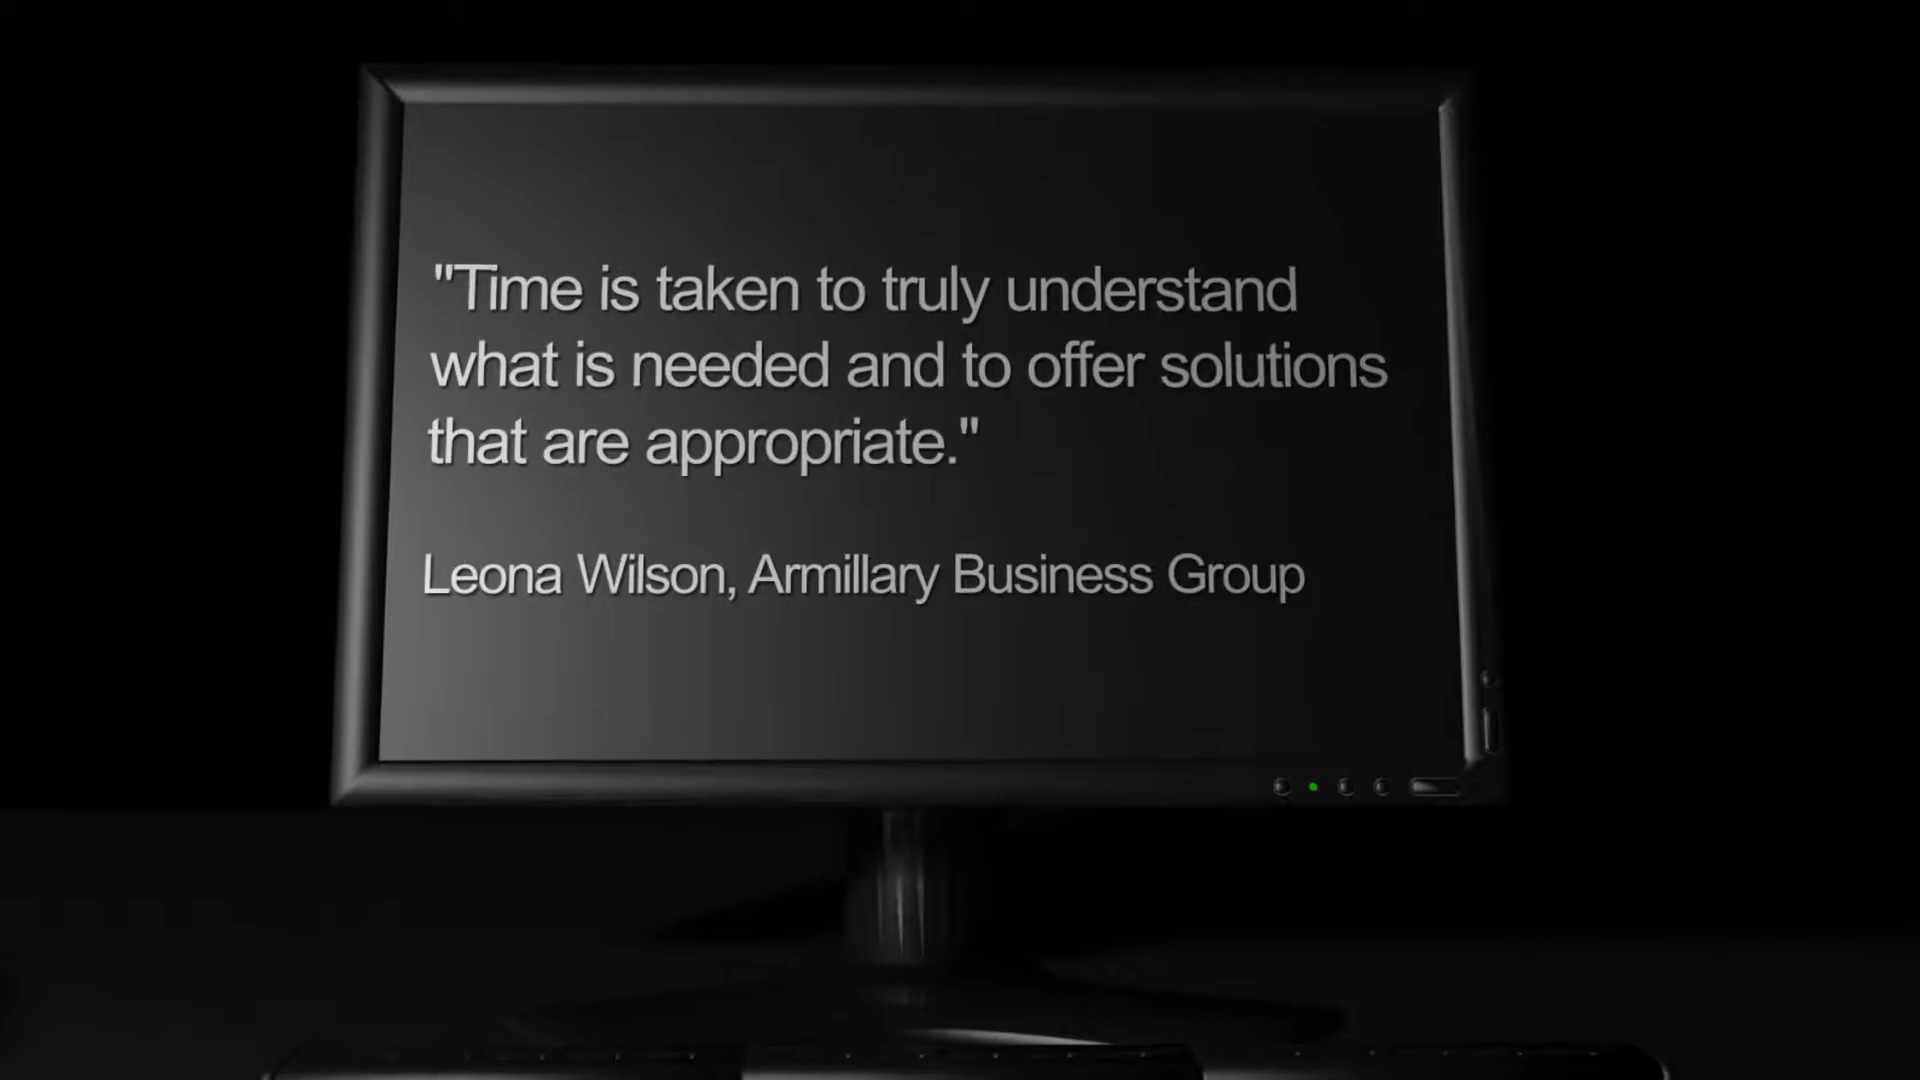 "Time is taken to truly understand
what is needed and to offer solutions
that are appropriate."
Leona Wilson, Armillary Business Group